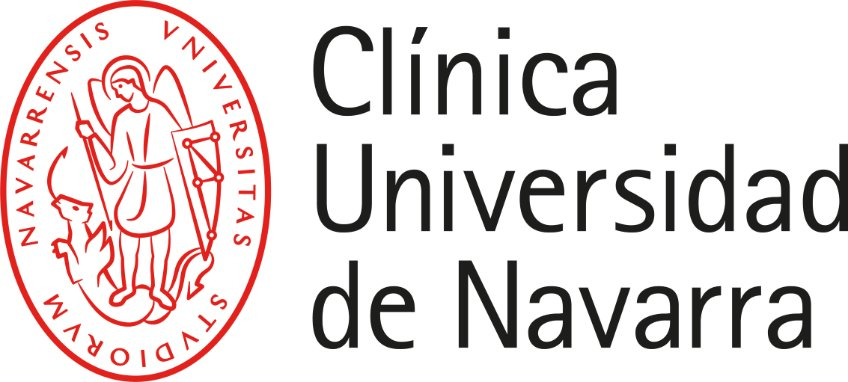 VNIVERSITAS STVDIORVM NAVARRENSIS
Clínica
Universidad
de Navarra